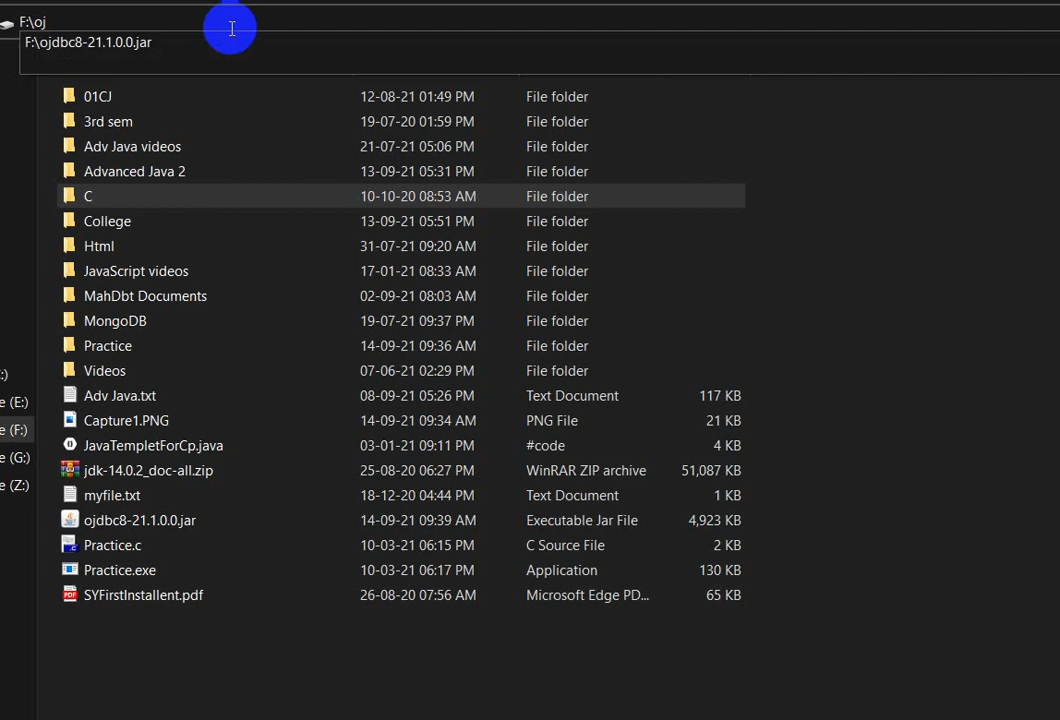 F:\oj
F:\ojdbc8-21.1.0.0.jar
01CJ 12-08-21 01:49 PM File folder
3rd sem 19-07-20 01:59 PM File folder
Adv Java videos 21-07-21 05:06 PM File folder
Advanced Java 2 13-09-21 05:31 PM File folder
C 10-10-20 08:53 AM File folder
College 13-09-21 05:51 PM File folder
Html 31-07-21 09:20 AM File folder
JavaScript videos 17-01-21 08:33 AM File folder
MahDbt Documents 02-09-21 08:03 AM File folder
MongoDB 19-07-21 09:37 PM File folder
Practice 14-09-21 09:36 AM File folder
:) Videos 07-06-21 02:29 PM File folder
e (E:) Adv Java.txt 08-09-21 05:26 PM Text Document 117 KB
e (F:) Capture1.PNG 14-09-21 09:34 AM PNG File 21 KB
JavaTempletForCp.java 03-01-21 09:11 PM #code 4 KB
e (G:) jdk-14.0.2_doc-all.zip 25-08-20 06:27 PM WinRAR ZIP archive 51,087 KB
e (Z:) myfile.txt 18-12-20 04:44 PM Text Document 1 KB
ojdbc8-21.1.0.0.jar 14-09-21 09:39 AM Executable Jar File 4,923 KB
Practice.c 10-03-21 06:15 PM C Source File 2 KB
Practice.exe 10-03-21 06:17 PM Application 130 KB
SYFirstInstallent.pdf 26-08-20 07:56 AM Microsoft Edge PD... 65 KB